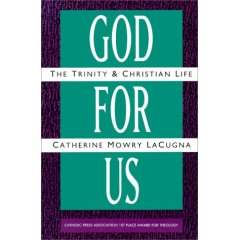 GOD
THE TRINITY & CHRISTIAN LIFE
FOR
CATHERINE MOWRY LACUGNA
US
CATHOLIC PRESS ASSOCIATION 1ST PLACE AWARD FOR THEOLOGY